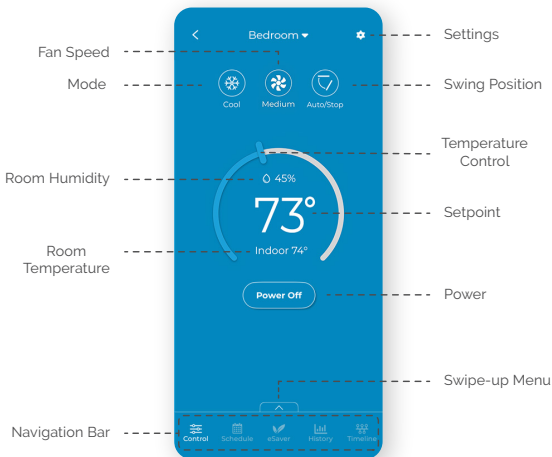 Bedroom
Settings
Fan Speed
Mode
Swing Position
Cool
Medium
Auto/Stop
Temperature
Control
Room Humidity
45%
73°
Setpoint
Indoor 74°
Room
Temperature
Power Off
Power
Swipe-up Menu
Navigation Bar
Control
Schedule
eSaver
History
Timeline